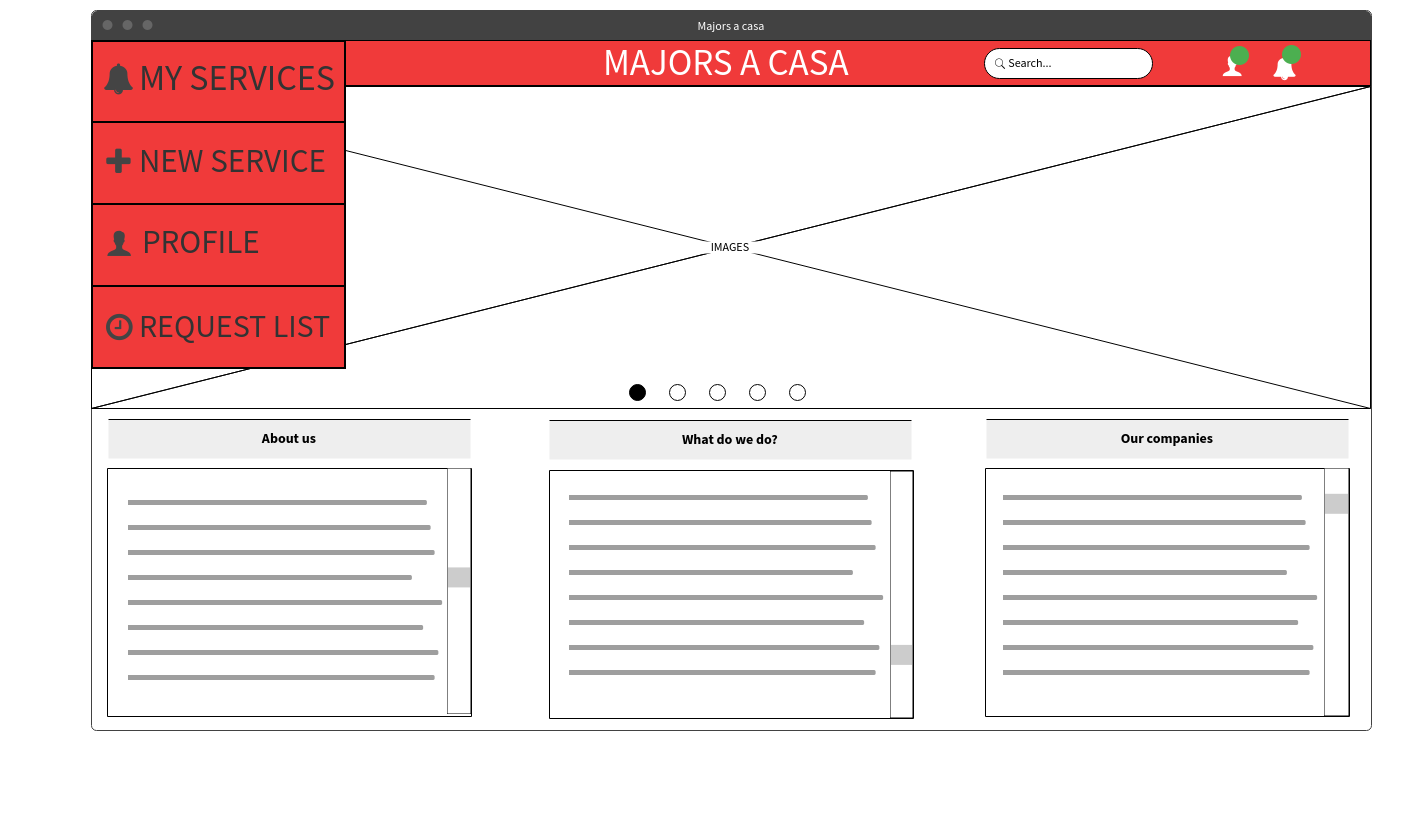 Majors a casa
MAJORS A CASA
Search...
MY SERVICES
NEW SERVICE
PROFILE
REQUEST LIST
IMAGES
About us
What do we do?
Our companies